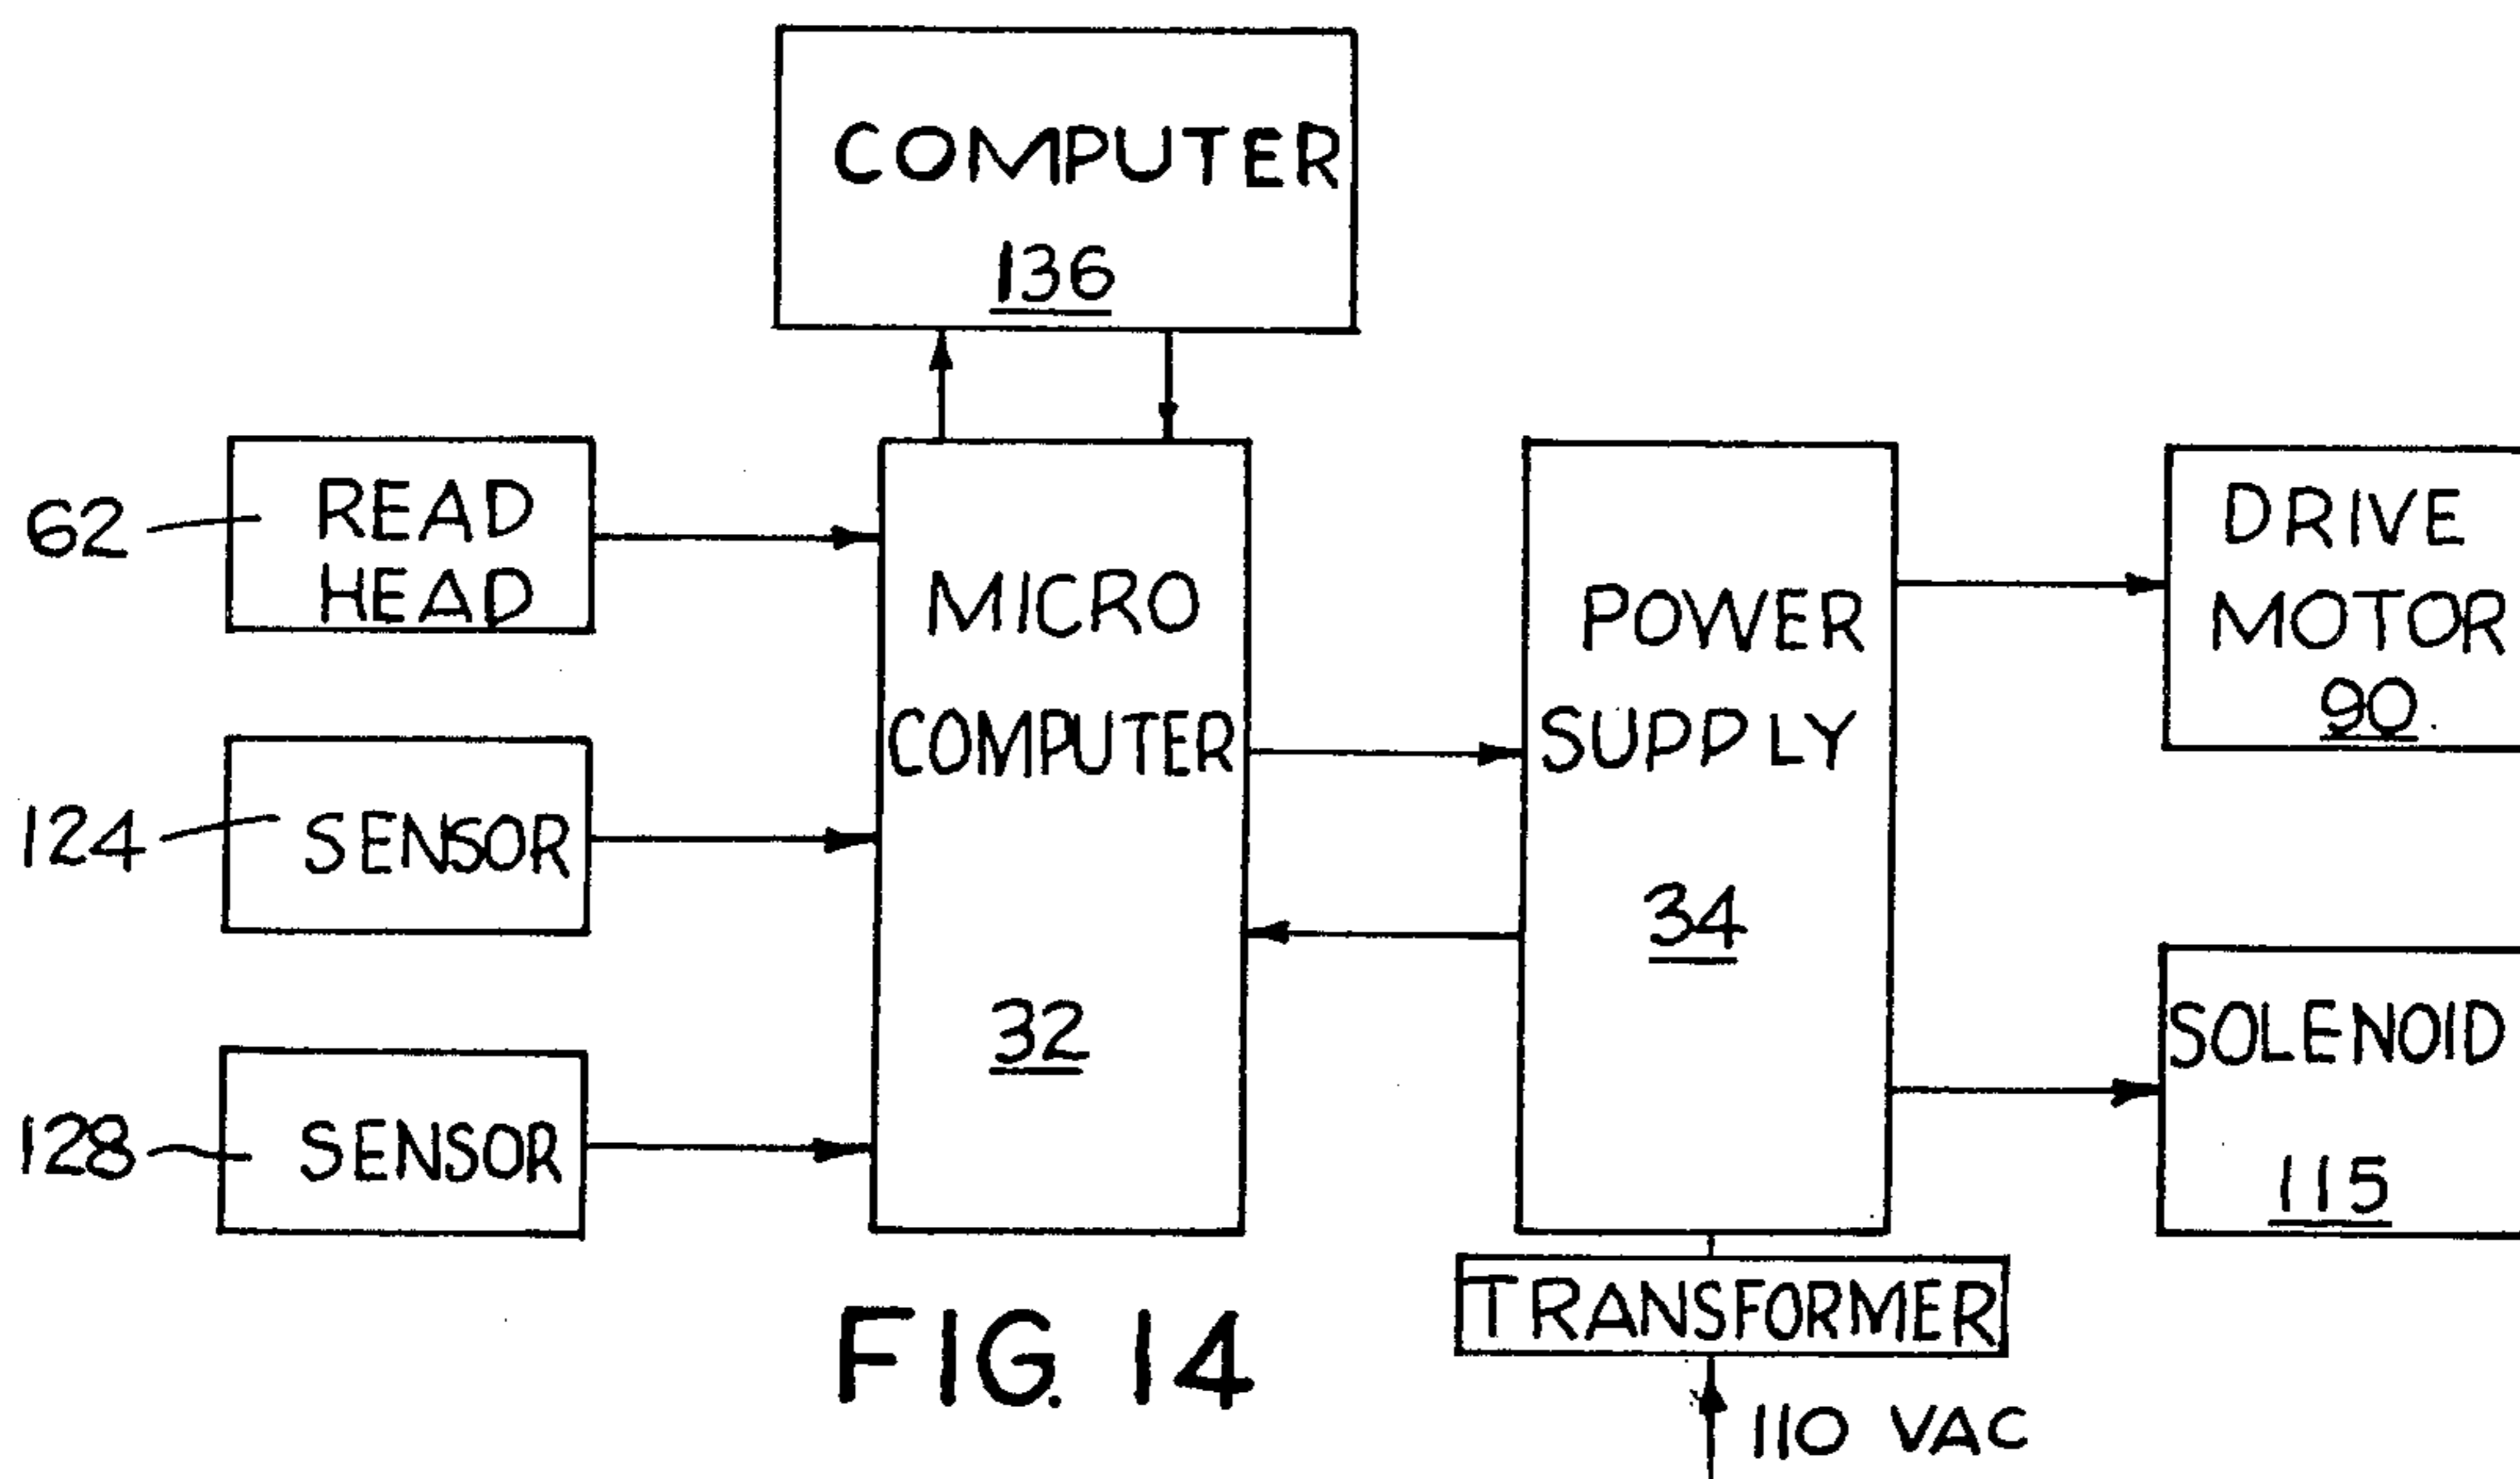 COMPUTER
136
62
READ
HEAD
MICRO
COMPUTER
32
POWER
SUPPLY
34
DRIVE
MOTOR
90
124
SENSOR
128
SENSOR
SOLENOID
115
TRANSFORMER
110 VAC
FIG. 14